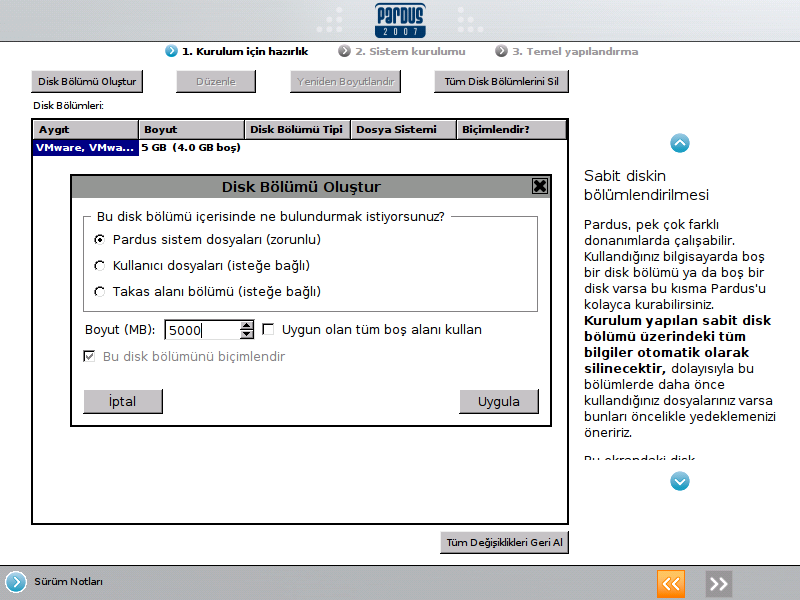 PARDUS
2007
1. Kurulum için hazırlık 2. Sistem kurulumu 3. Temel yapılandırma
Disk Bölümü Oluştur Düzenle Yeniden Boyutlandır Tüm Disk Bölümlerini Sil
Disk Bölümleri:
Aygıt Boyut Disk Bölümü Tipi Dosya Sistemi Biçimlendir?
VMware, VMwa... 5 GB (4.0 GB boş)
Disk Bölümü Oluştur
Bu disk bölümü içerisinde ne bulundurmak istiyorsunuz?
Pardus sistem dosyaları (zorunlu)
Kullanıcı dosyaları (isteğe bağlı)
Takas alanı bölümü (isteğe bağlı)
Boyut (MB): 5000 Uygun olan tüm boş alanı kullan
Bu disk bölümünü biçimlendir
İptal Uygula
Sabit diskin
bölümlendirilmesi
Pardus, pek çok farklı
donanımlarda çalışabilir.
Kullandığınız bilgisayarda boş
bir disk bölümü ya da boş bir
disk varsa bu kısma Pardus'u
kolayca kurabilirsiniz.
Kurulum yapılan sabit disk
bölümü üzerindeki tüm
bilgiler otomatik olarak
silinecektir, dolayısıyla bu
bölümlerde daha önce
kullandığınız dosyalarınız varsa
bunları öncelikle yedeklemenizi
öneririz.
Bu ekrandaki disk
Tüm Değişiklikleri Geri Al
Sürüm Notları